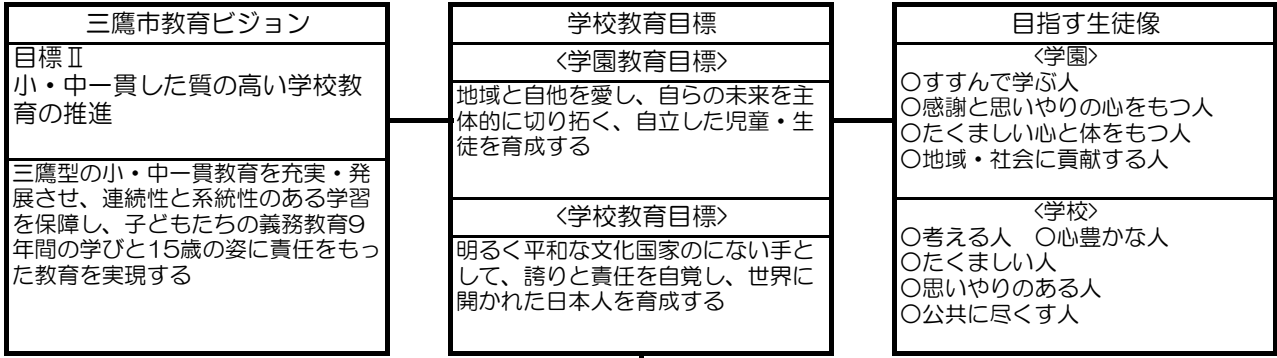 三鷹市教育ビジョン
目標Ⅱ
小・中一貫した質の高い学校教
育の推進
三鷹型の小・中一貫教育を充実・発
展させ、連続性と系統性のある学習
を保障し、子どもたちの義務教育9
年間の学びと15歳の姿に責任をもっ
た教育を実現する
学校教育目標
<学園教育目標>
地域と自他を愛し、自らの未来を主
体的に切り拓く、自立した児童・生
徒を育成する
<学校教育目標>
明るく平和な文化国家のにない手と
して、誇りと責任を自覚し、世界に
開かれた日本人を育成する
目指す生徒像
<学園>
○すすんで学ぶ人
○感謝と思いやりの心をもつ人
○たくましい心と体をもつ人
○地域・社会に貢献する人
<学校>
○考える人　○心豊かな人
○たくましい人
○思いやりのある人
○公共に尽くす人